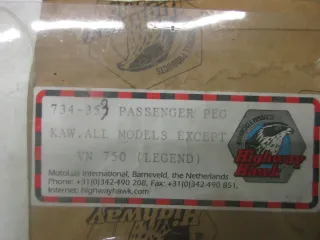 734-353 PASSENGER PEG
KAW.ALL MODELS EXCEPT
VN 750 (LEGEND)
Highway
Hawk
MotoLux International, Barneveld, the Netherlands
Phone: +31(0)342-490 208, Fax: +31(0)342-490 851,
Internet: Highwayhawk.com